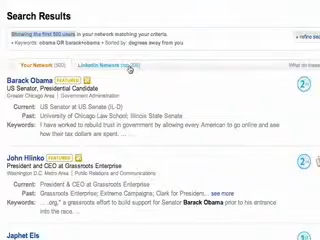 Search Results
Showing the first 500 users in your network matching your criteria.
• Keywords: obama OR barackobama • Sorted by: degrees away from you
refine se
Your Network (500)
LinkedIn Network
What do these
Barack Obama FEATURED
US Senator, Presidential Candidate
Greater Chicago Area | Government Administration
Current: US Senator at US Senate (IL-D)
Past: University of Chicago Law School; Illinois State Senate
Keywords: I have worked to rebuild trust in government by allowing every American to go online and see how their tax dollars are spent. ... ...
John Hlinko FEATURED
President and CEO at Grassroots Enterprise
Washington D.C. Metro Area | Public Relations and Communications
Current: President & CEO at Grassroots Enterprise
Past: Grassroots Enterprise; Extreme Campaigns; Clark for President... see more
Keywords: ... .org," a grassroots effort to build support for Senator Barack Obama prior to his entrance into the race. ...
Japhet Els